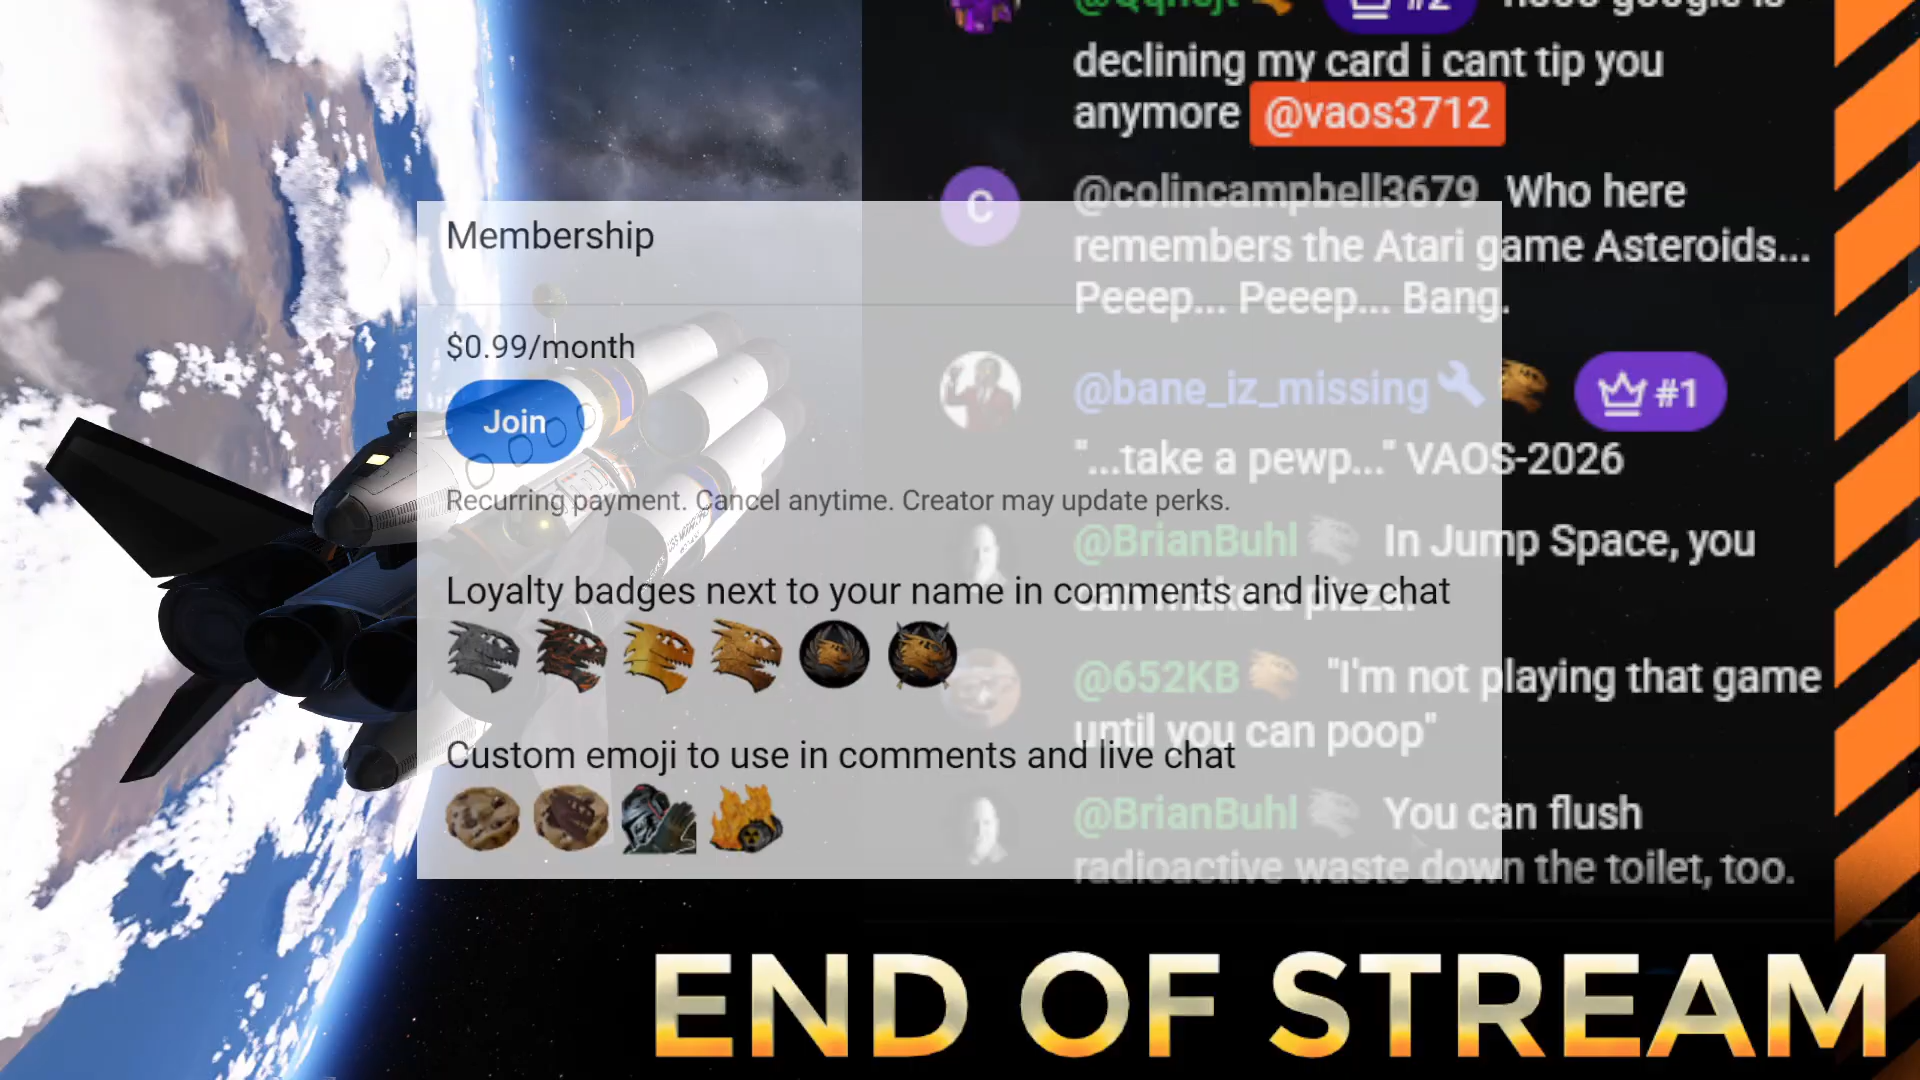 #2
declining my card i cant tip you
anymore @vaos3712
C
@colincampbell3679 Who here
remembers the Atari game Asteroids...
Peeep... Peeep... Bang.
@bane_iz_missing #1
"...take a pewp..." VAOS-2026
@BrianBuhl In Jump Space, you
can make a pizza.
@652KB "I'm not playing that game
until you can poop"
@BrianBuhl You can flush
radioactive waste down the toilet, too.
Membership
$0.99/month
Join
Recurring payment. Cancel anytime. Creator may update perks.
Loyalty badges next to your name in comments and live chat
Custom emoji to use in comments and live chat
END OF STREAM